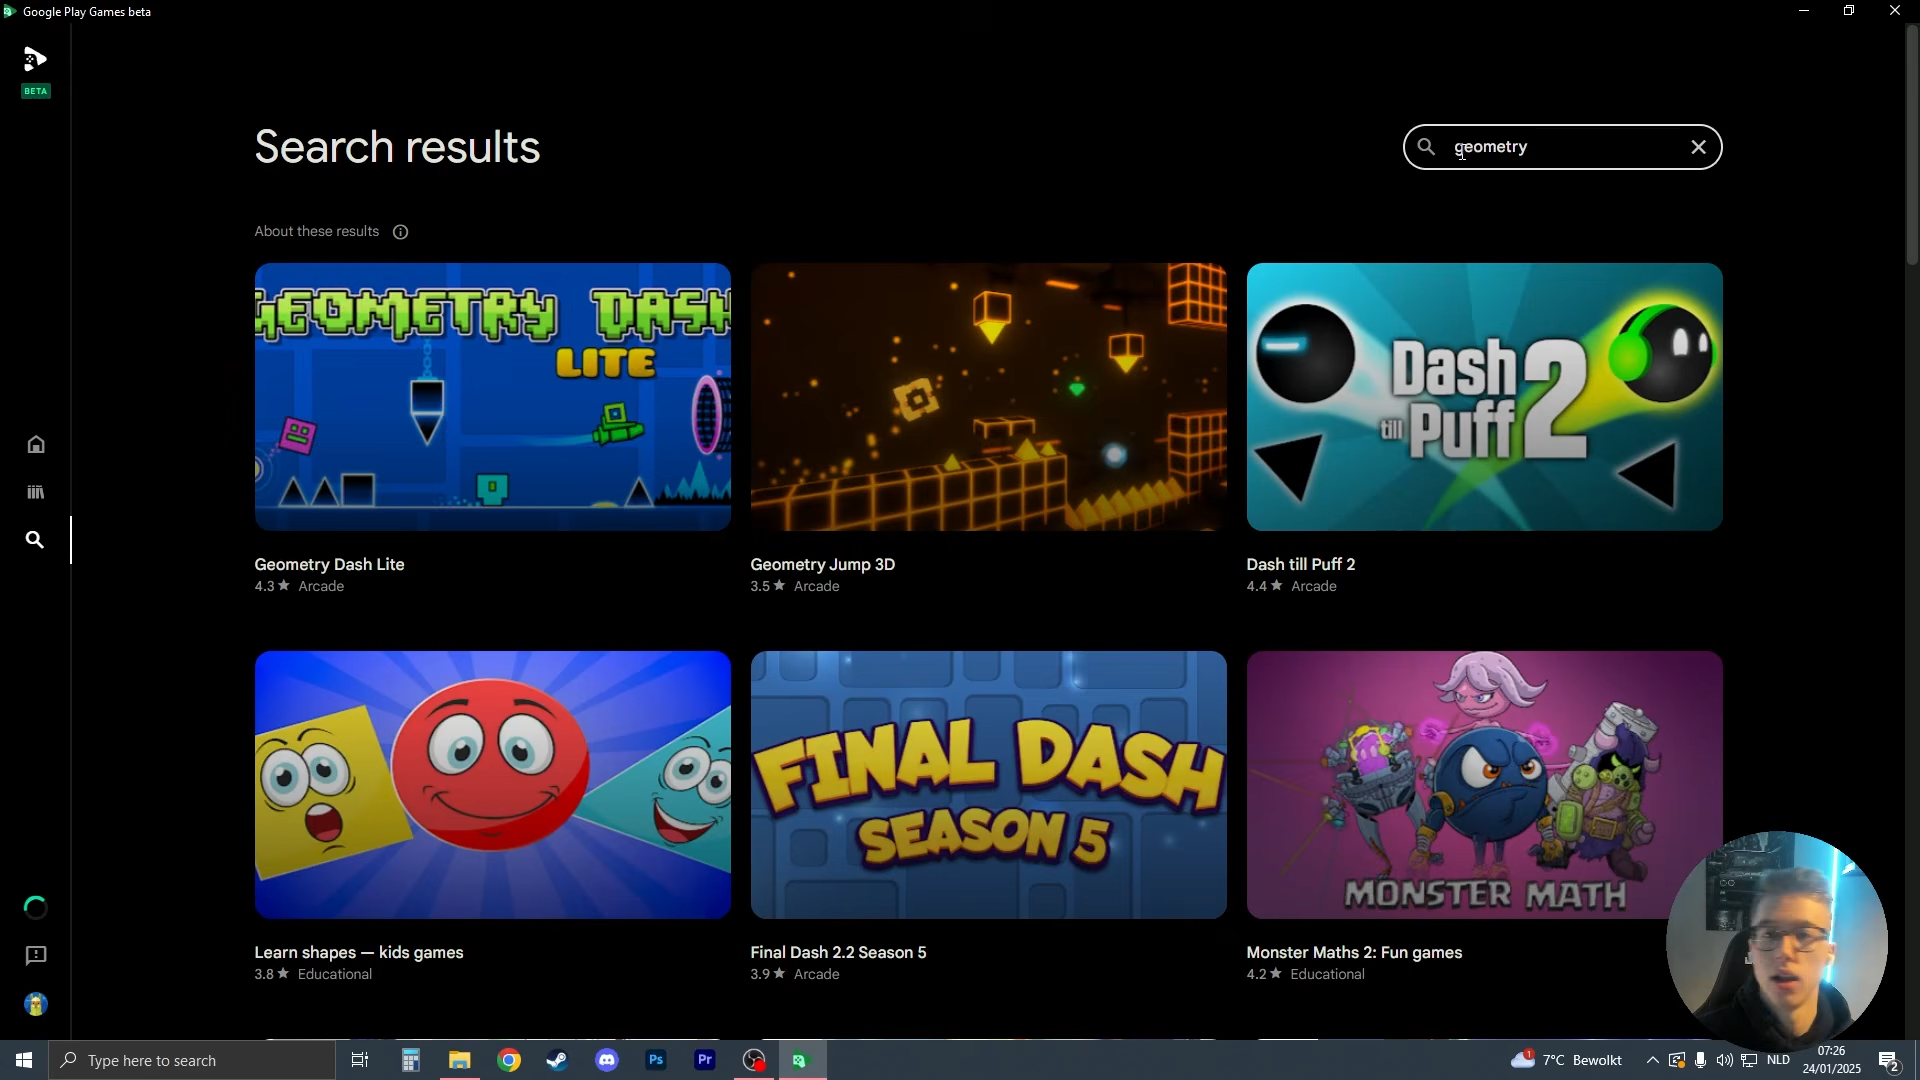 Google Play Games beta
BETA
Search results
geometry
About these results
GEOMETRY DASH
LITE
Dash
till Puff 2
Geometry Dash Lite
4.3★ Arcade
Geometry Jump 3D
3.5★ Arcade
Dash till Puff 2
4.4★ Arcade
FINAL DASH
SEASON 5
MONSTER MATH
Learn shapes — kids games
3.8★ Educational
Final Dash 2.2 Season 5
3.9★ Arcade
Monster Maths 2: Fun games
4.2★ Educational
Type here to search
Ps
Pr
1
7°C Bewolkt
NLD
07:26
24/01/2025
2